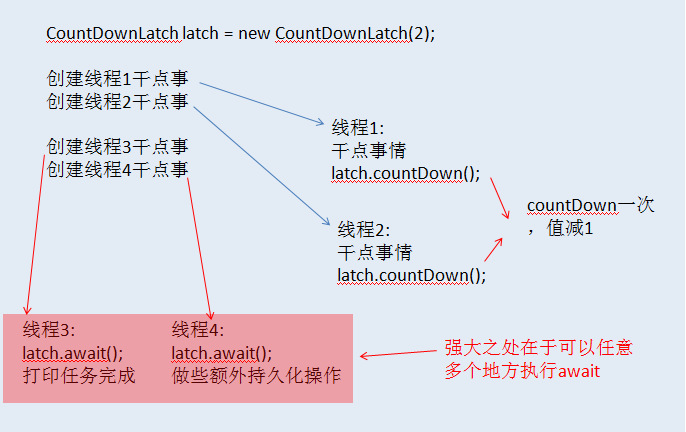 CountDownLatch latch = new CountDownLatch(2);
创建线程1干点事
创建线程2干点事
创建线程3干点事
创建线程4干点事
线程1:
干点事情
latch.countDown();
线程2:
干点事情
latch.countDown();
countDown一次
，值减1
线程3:
latch.await();
打印任务完成
线程4:
latch.await();
做些额外持久化操作
强大之处在于可以任意
多个地方执行await